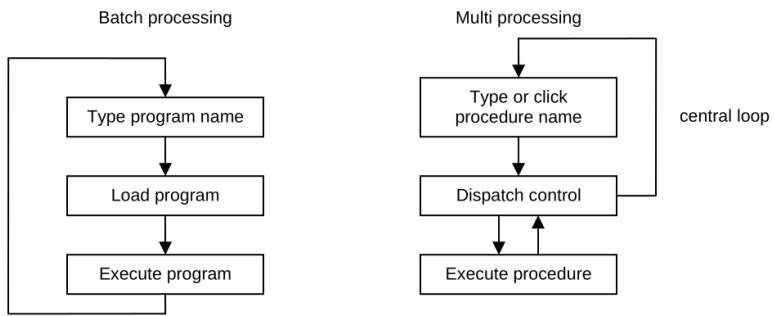 Batch processing
Type program name
Load program
Execute program
Multi processing
Type or click
procedure name
Dispatch control
Execute procedure
central loop